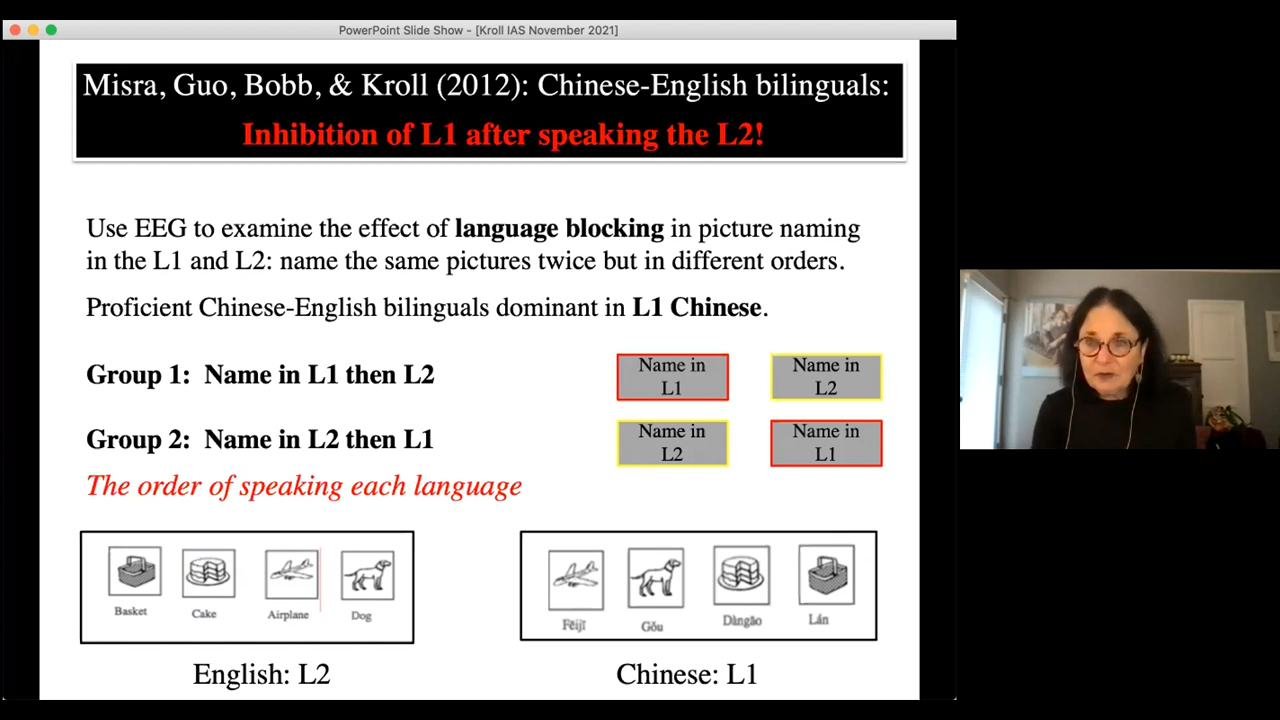 PowerPoint Slide Show - [Kroll IAS November 2021]
Misra, Guo, Bobb, & Kroll (2012): Chinese-English bilinguals:
Inhibition of L1 after speaking the L2!
Use EEG to examine the effect of language blocking in picture naming
in the L1 and L2: name the same pictures twice but in different orders.
Proficient Chinese-English bilinguals dominant in L1 Chinese.
Group 1: Name in L1 then L2
Name in
L1
Name in
L2
Group 2: Name in L2 then L1
Name in
L2
Name in
L1
The order of speaking each language
Basket Cake Airplane Dog
Fēijī Gǒu Dàngāo Lán
English: L2
Chinese: L1